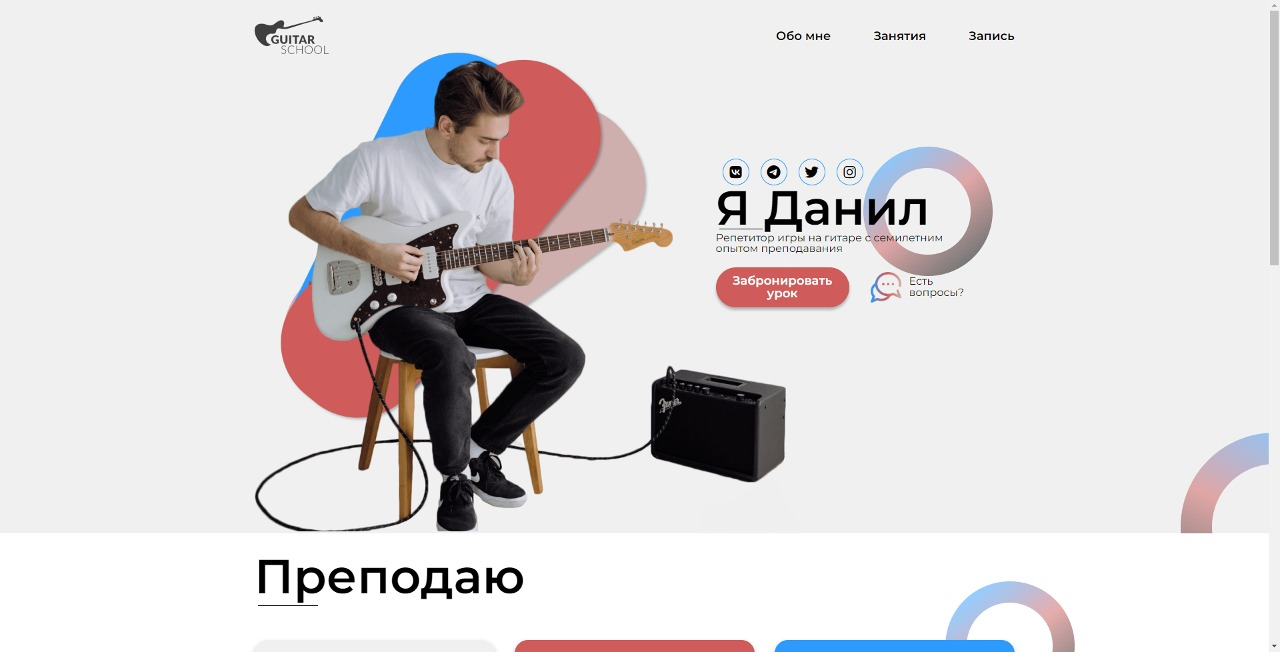 GUITAR
SCHOOL
Обо мне
Занятия
Запись
Я Данил
Репетитор игры на гитаре с семилетним
опытом преподавания
Забронировать
урок
Есть
вопросы?
Преподаю